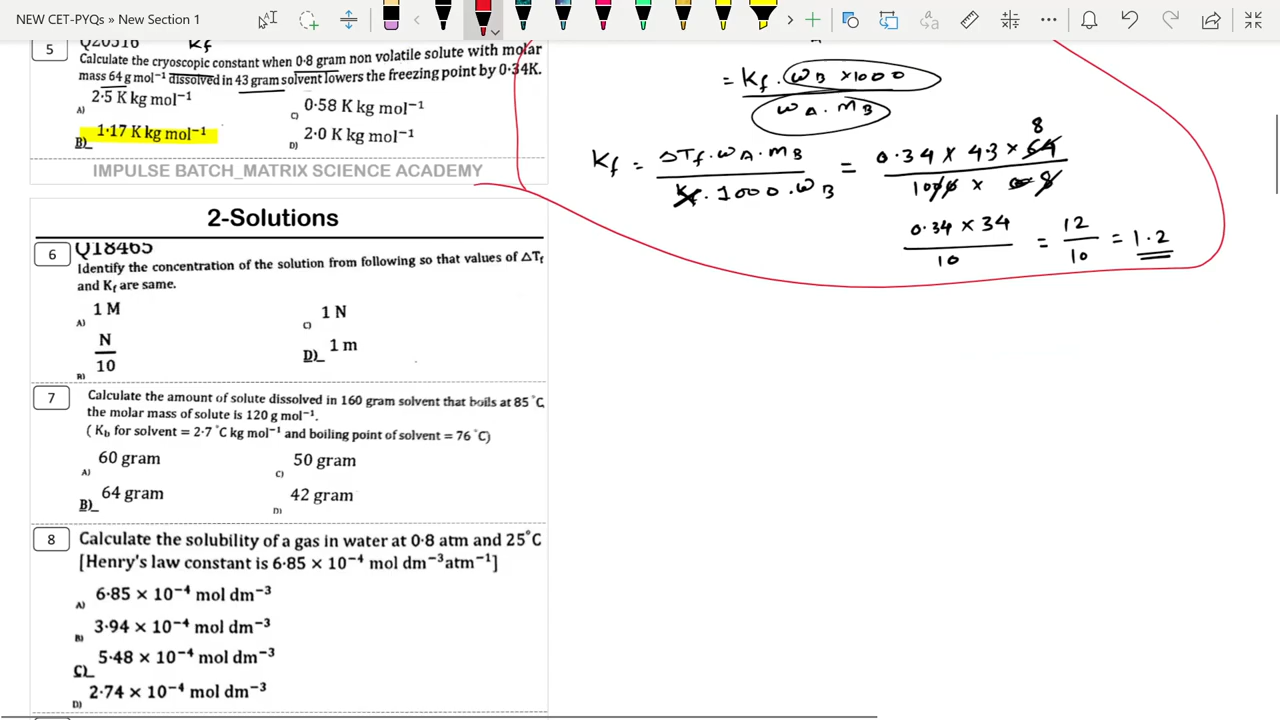 NEW CET-PYQs » New Section 1
5
Q20516
Kf
Calculate the cryoscopic constant when 0·8 gram non volatile solute with molar
mass 64 g mol⁻¹ dissolved in 43 gram solvent lowers the freezing point by 0·34K.
A) 2·5 K kg mol⁻¹
C) 0·58 K kg mol⁻¹
B) 1·17 K kg mol⁻¹
D) 2·0 K kg mol⁻¹
IMPULSE BATCH_MATRIX SCIENCE ACADEMY
= Kf · ωB × 1000
ωA · MB
Kf = ΔTf · ωA · MB = 0.34 × 43 × 64 8
Kf · 1000 · ωB
1000 × 0.8
0.34 × 34 = 12 = 1.2
10 10
2-Solutions
6
Q18465
Identify the concentration of the solution from following so that values of ΔTf
and Kf are same.
A) 1 M
C) 1 N
B) N/10
D) 1 m
7
Calculate the amount of solute dissolved in 160 gram solvent that boils at 85 °C,
the molar mass of solute is 120 g mol⁻¹.
( Kb for solvent = 2·7 °C kg mol⁻¹ and boiling point of solvent = 76 °C)
A) 60 gram
C) 50 gram
B) 64 gram
D) 42 gram
8
Calculate the solubility of a gas in water at 0·8 atm and 25°C
[Henry's law constant is 6·85 × 10⁻⁴ mol dm⁻³atm⁻¹]
A) 6·85 × 10⁻⁴ mol dm⁻³
B) 3·94 × 10⁻⁴ mol dm⁻³
C) 5·48 × 10⁻⁴ mol dm⁻³
D) 2·74 × 10⁻⁴ mol dm⁻³